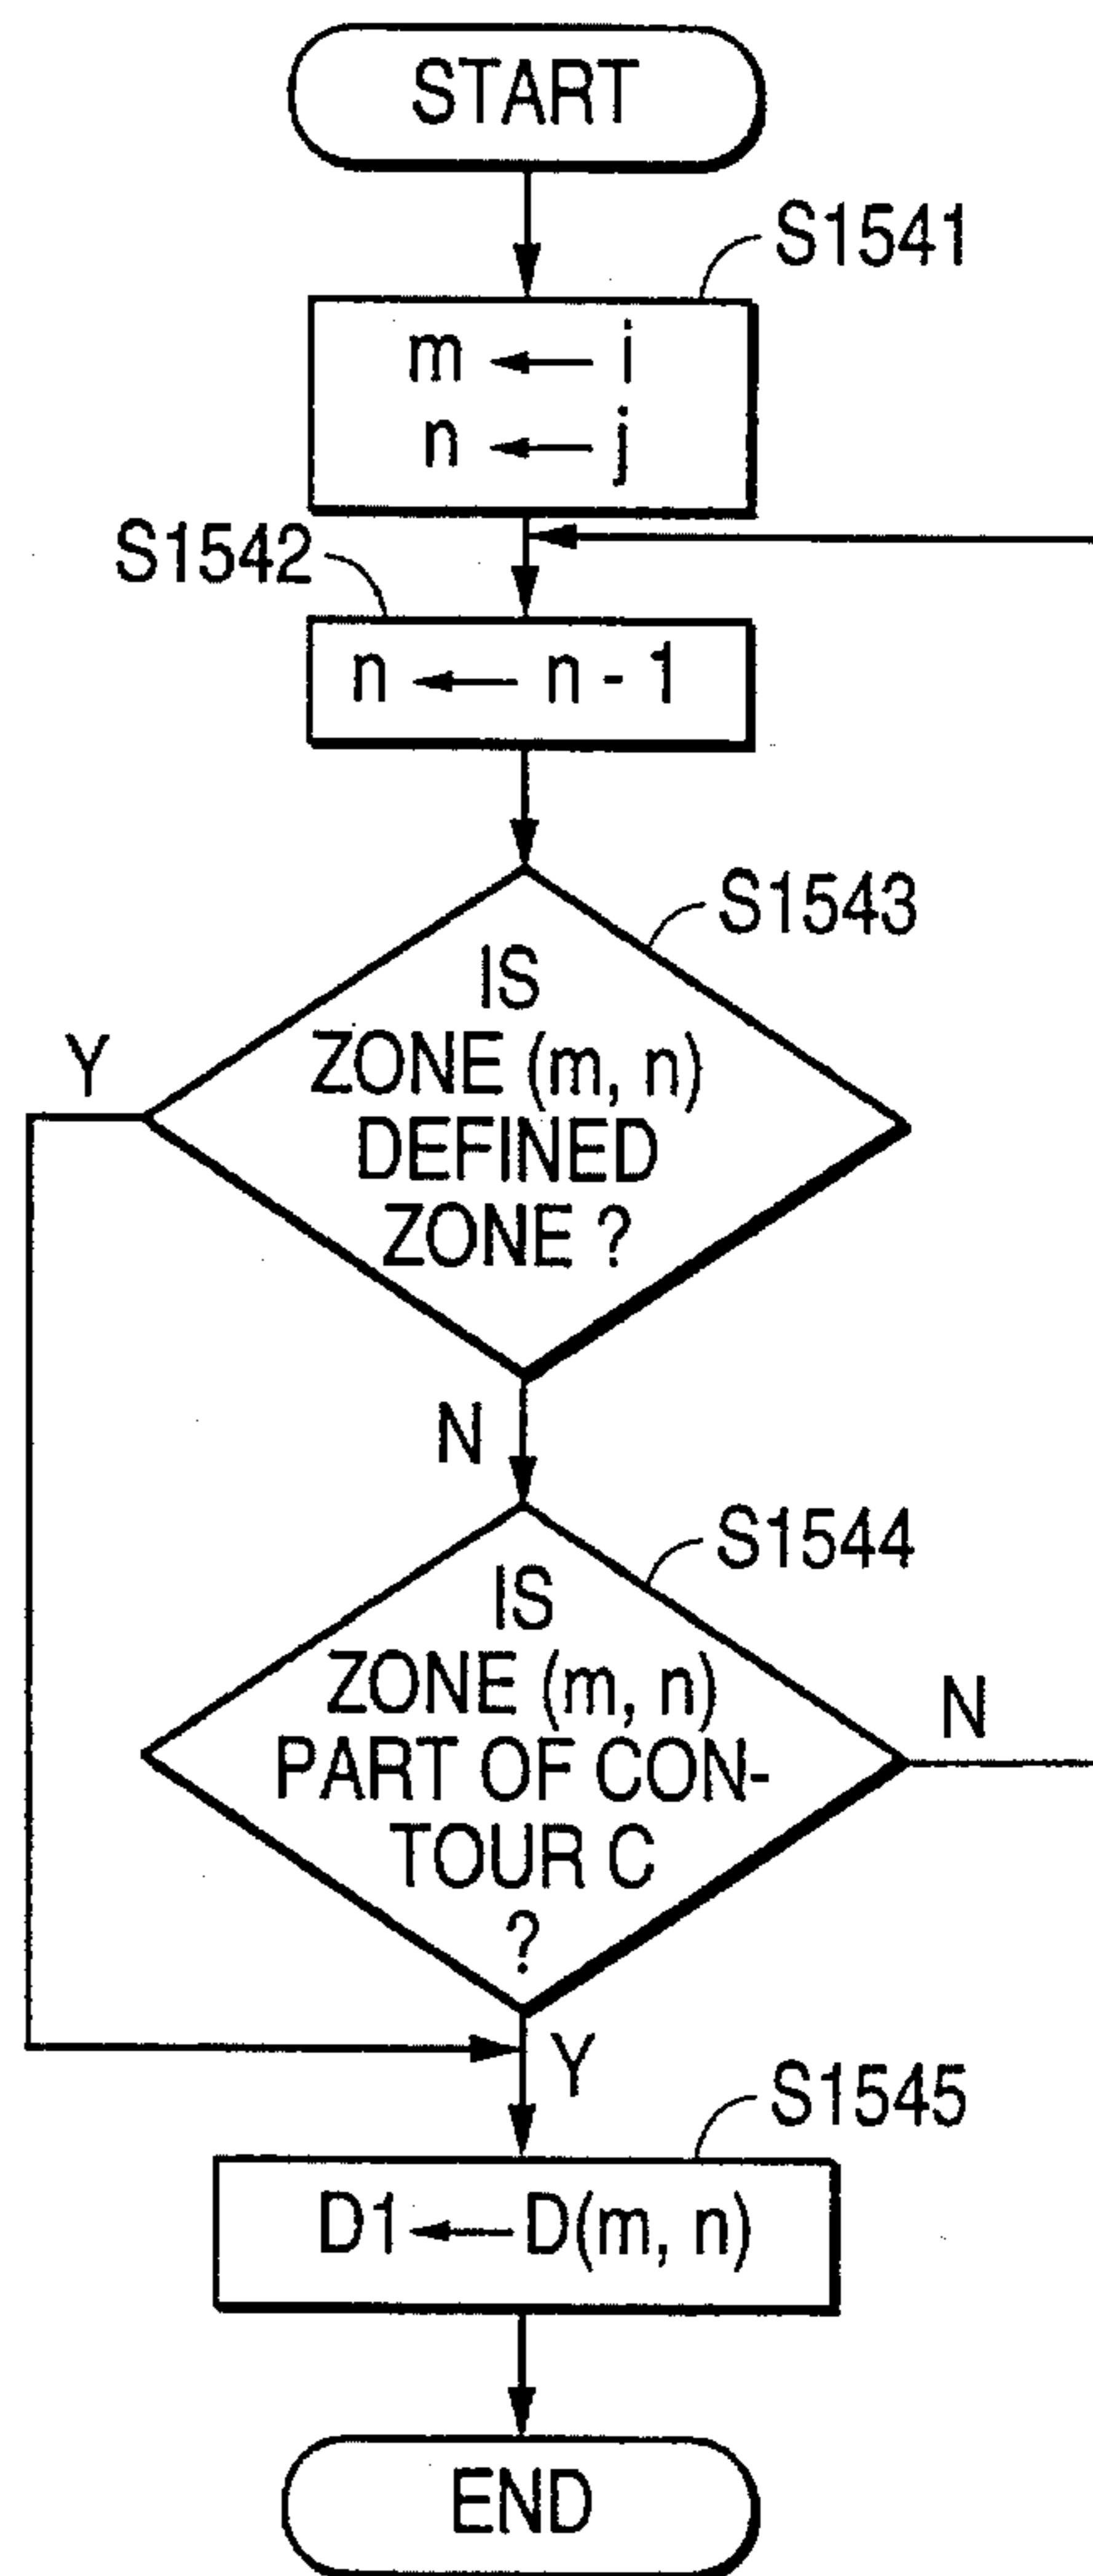 START
S1541
m ← i
n ← j
S1542
n ← n - 1
S1543
IS
ZONE (m, n)
DEFINED
ZONE ?
Y
N
S1544
IS
ZONE (m, n)
PART OF CON-
TOUR C
?
N
Y
S1545
D1 ← D(m, n)
END